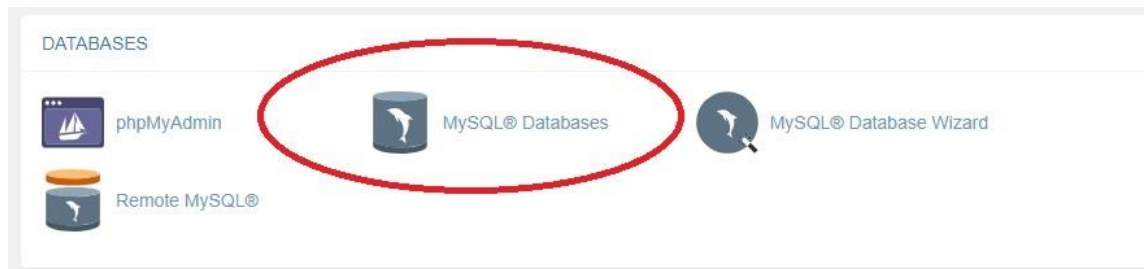 DATABASES
phpMyAdmin
MySQL® Databases
MySQL® Database Wizard
Remote MySQL®